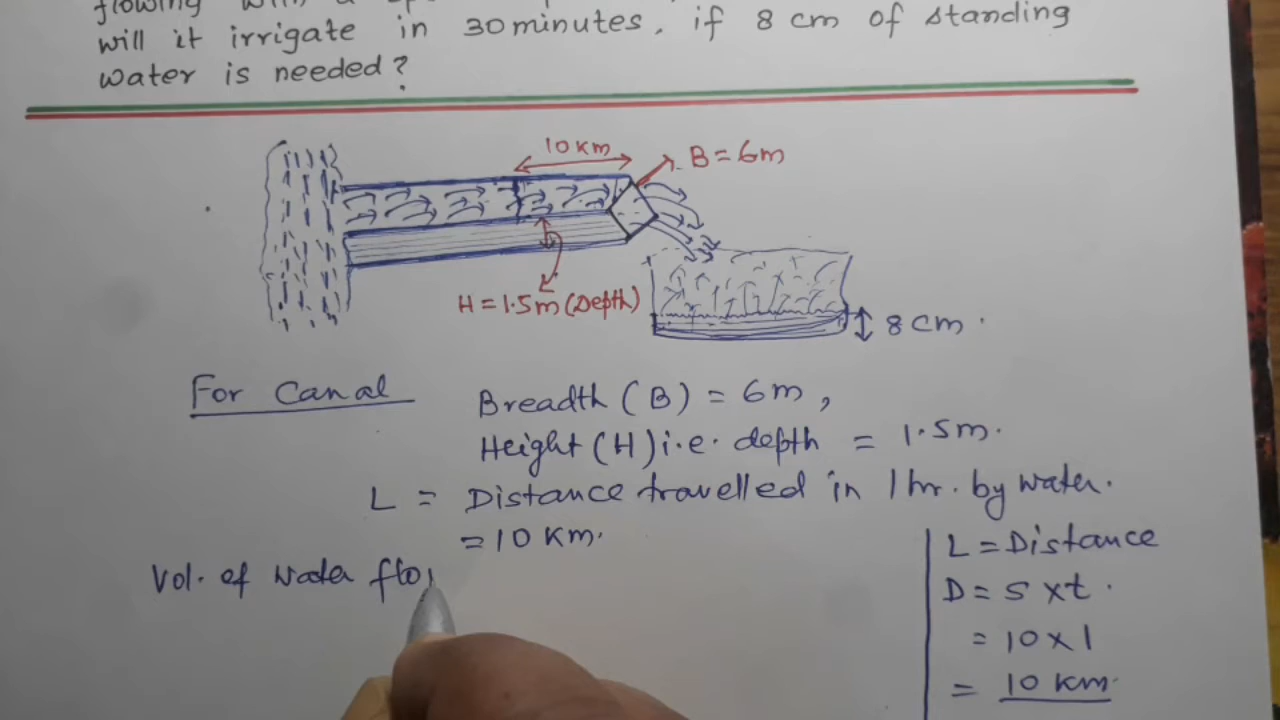 flowing with a
will it irrigate in 30 minutes, if 8 cm of standing
water is needed?
10 km
B = 6m
H = 1.5m (Depth)
8 cm.
For Canal
Breadth (B) = 6m,
Height (H) i.e. depth = 1.5m.
L = Distance travelled in 1 hr. by water.
= 10 km.
Vol. of water flo
L = Distance
D = S x t.
= 10 x 1
= 10 km.